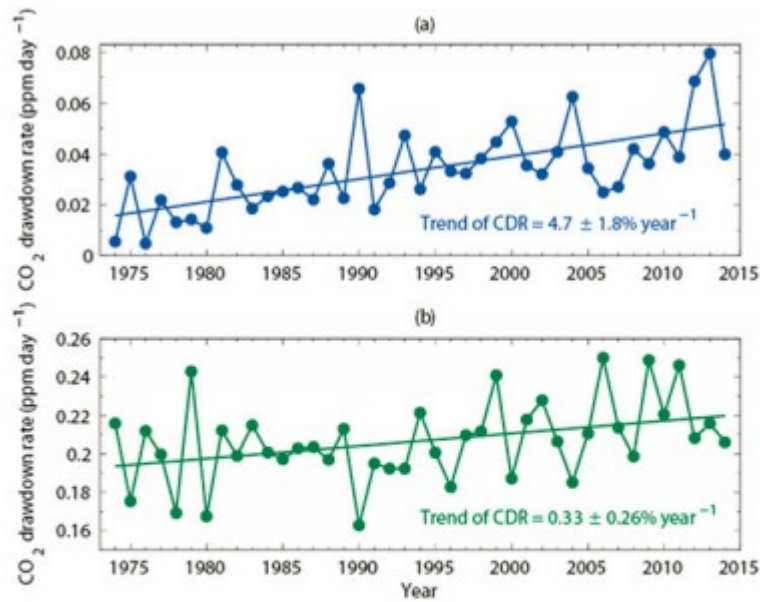 (a)
CO2 drawdown rate (ppm day −1)
0.08
0.06
0.04
0.02
0
Trend of CDR = 4.7 ± 1.8% year −1
1975 1980 1985 1990 1995 2000 2005 2010 2015
(b)
CO2 drawdown rate (ppm day −1)
0.26
0.24
0.22
0.2
0.18
0.16
Trend of CDR = 0.33 ± 0.26% year −1
1975 1980 1985 1990 1995 2000 2005 2010 2015
Year